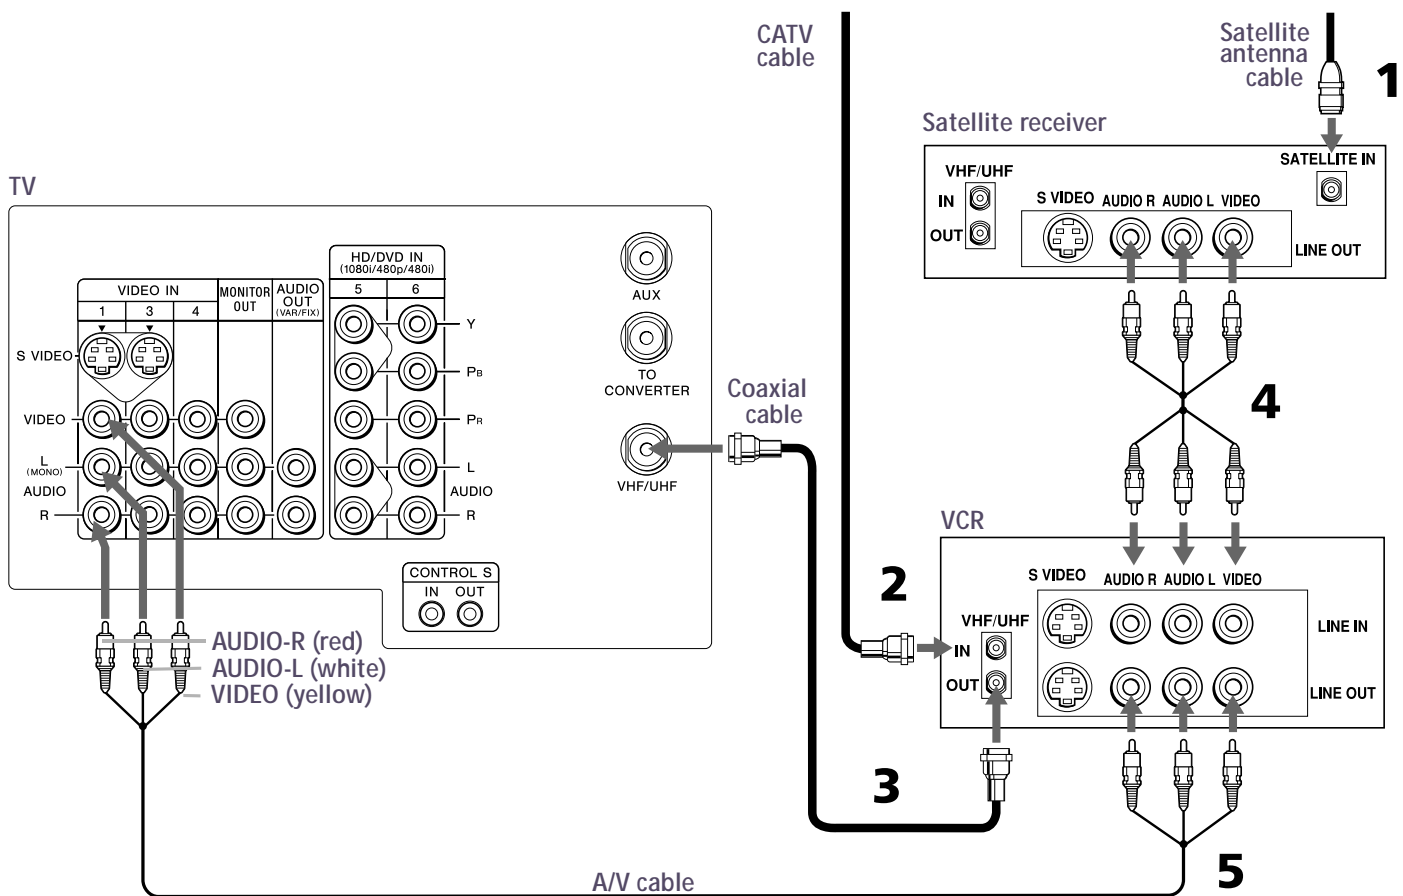 CATV
cable
Satellite
antenna
cable
1
Satellite receiver
SATELLITE IN
VHF/UHF
IN
OUT
S VIDEO AUDIO R AUDIO L VIDEO
LINE OUT
TV
VIDEO IN
1 3 4
MONITOR
OUT
AUDIO
OUT
(VAR/FIX)
HD/DVD IN
(1080i/480p/480i)
5 6
S VIDEO
VIDEO
L
(MONO)
AUDIO
R
Y
PB
PR
L
AUDIO
R
AUX
TO
CONVERTER
VHF/UHF
Coaxial
cable
4
CONTROL S
IN OUT
AUDIO-R (red)
AUDIO-L (white)
VIDEO (yellow)
VCR
2
VHF/UHF
IN
OUT
S VIDEO AUDIO R AUDIO L VIDEO
LINE IN
LINE OUT
3
5
A/V cable